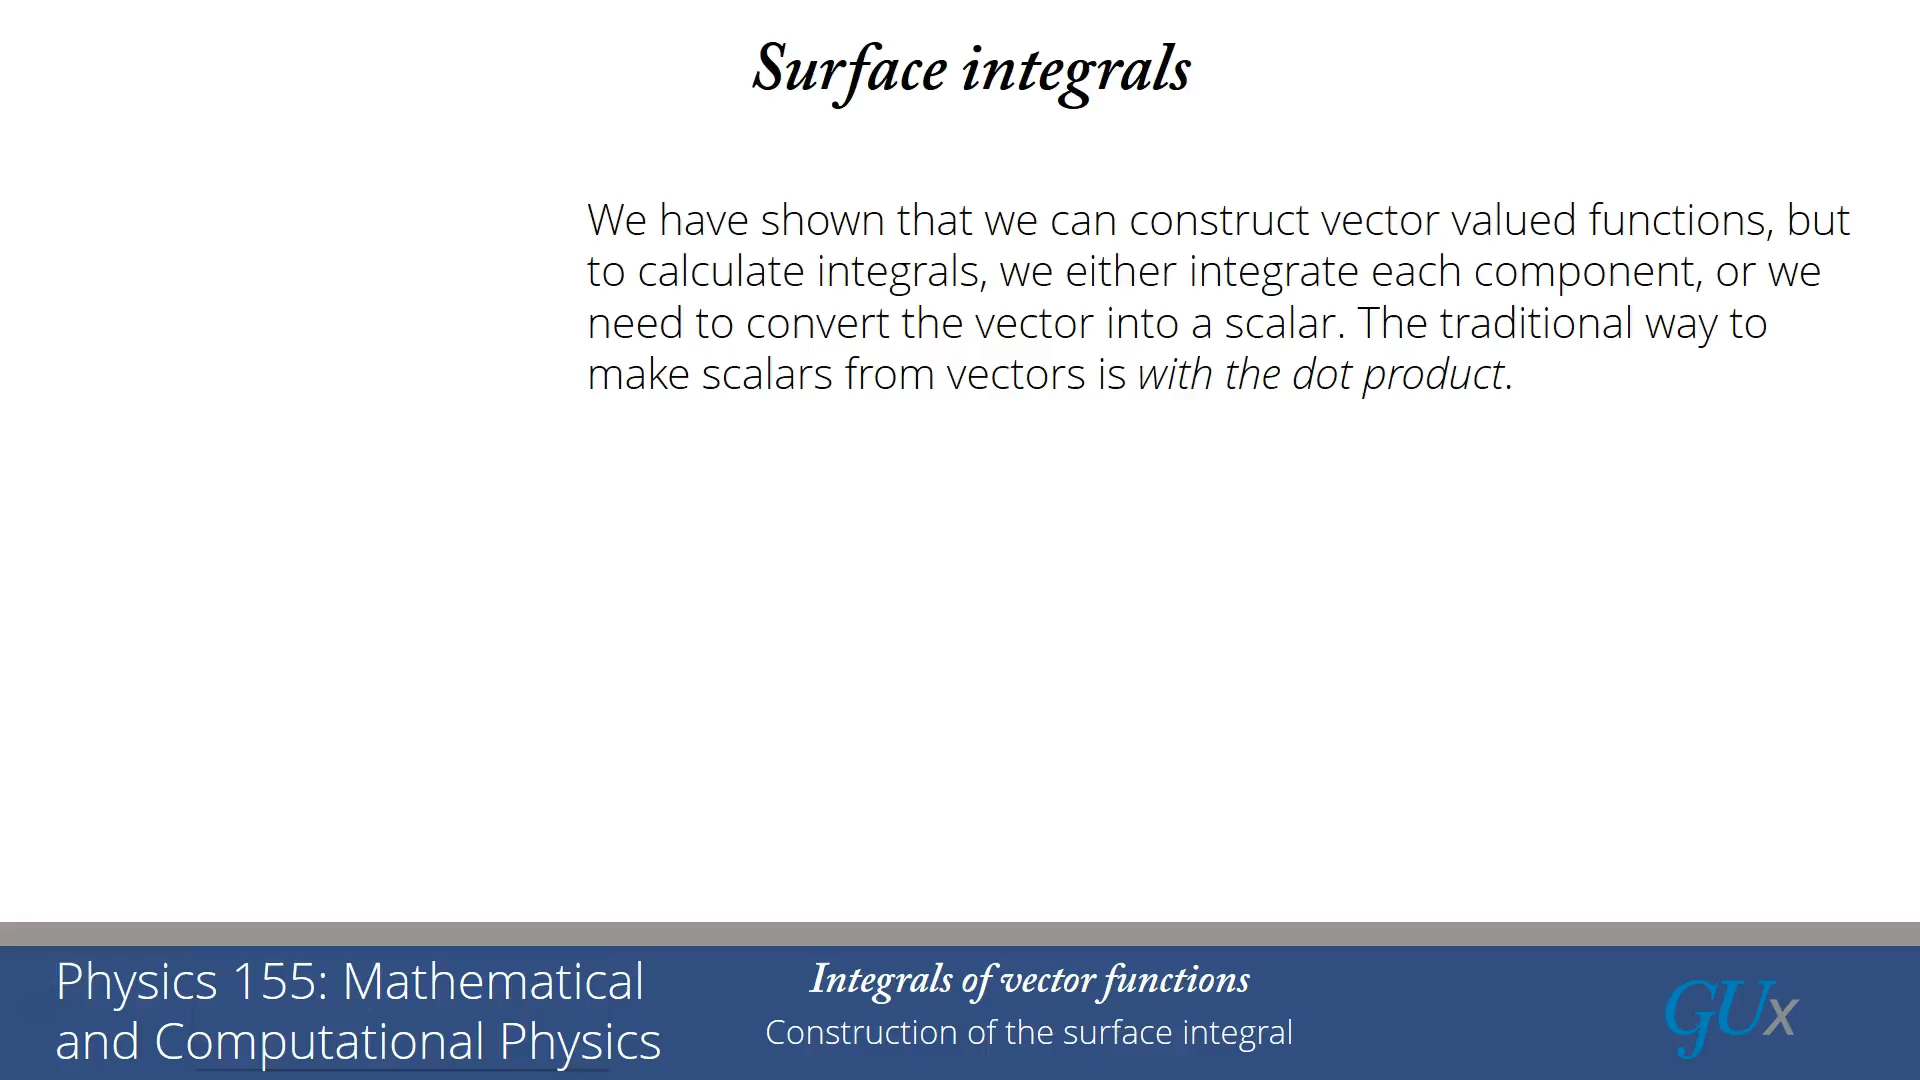 Surface integrals
We have shown that we can construct vector valued functions, but
to calculate integrals, we either integrate each component, or we
need to convert the vector into a scalar. The traditional way to
make scalars from vectors is with the dot product.
Physics 155: Mathematical
and Computational Physics
Integrals of vector functions
Construction of the surface integral
GUx